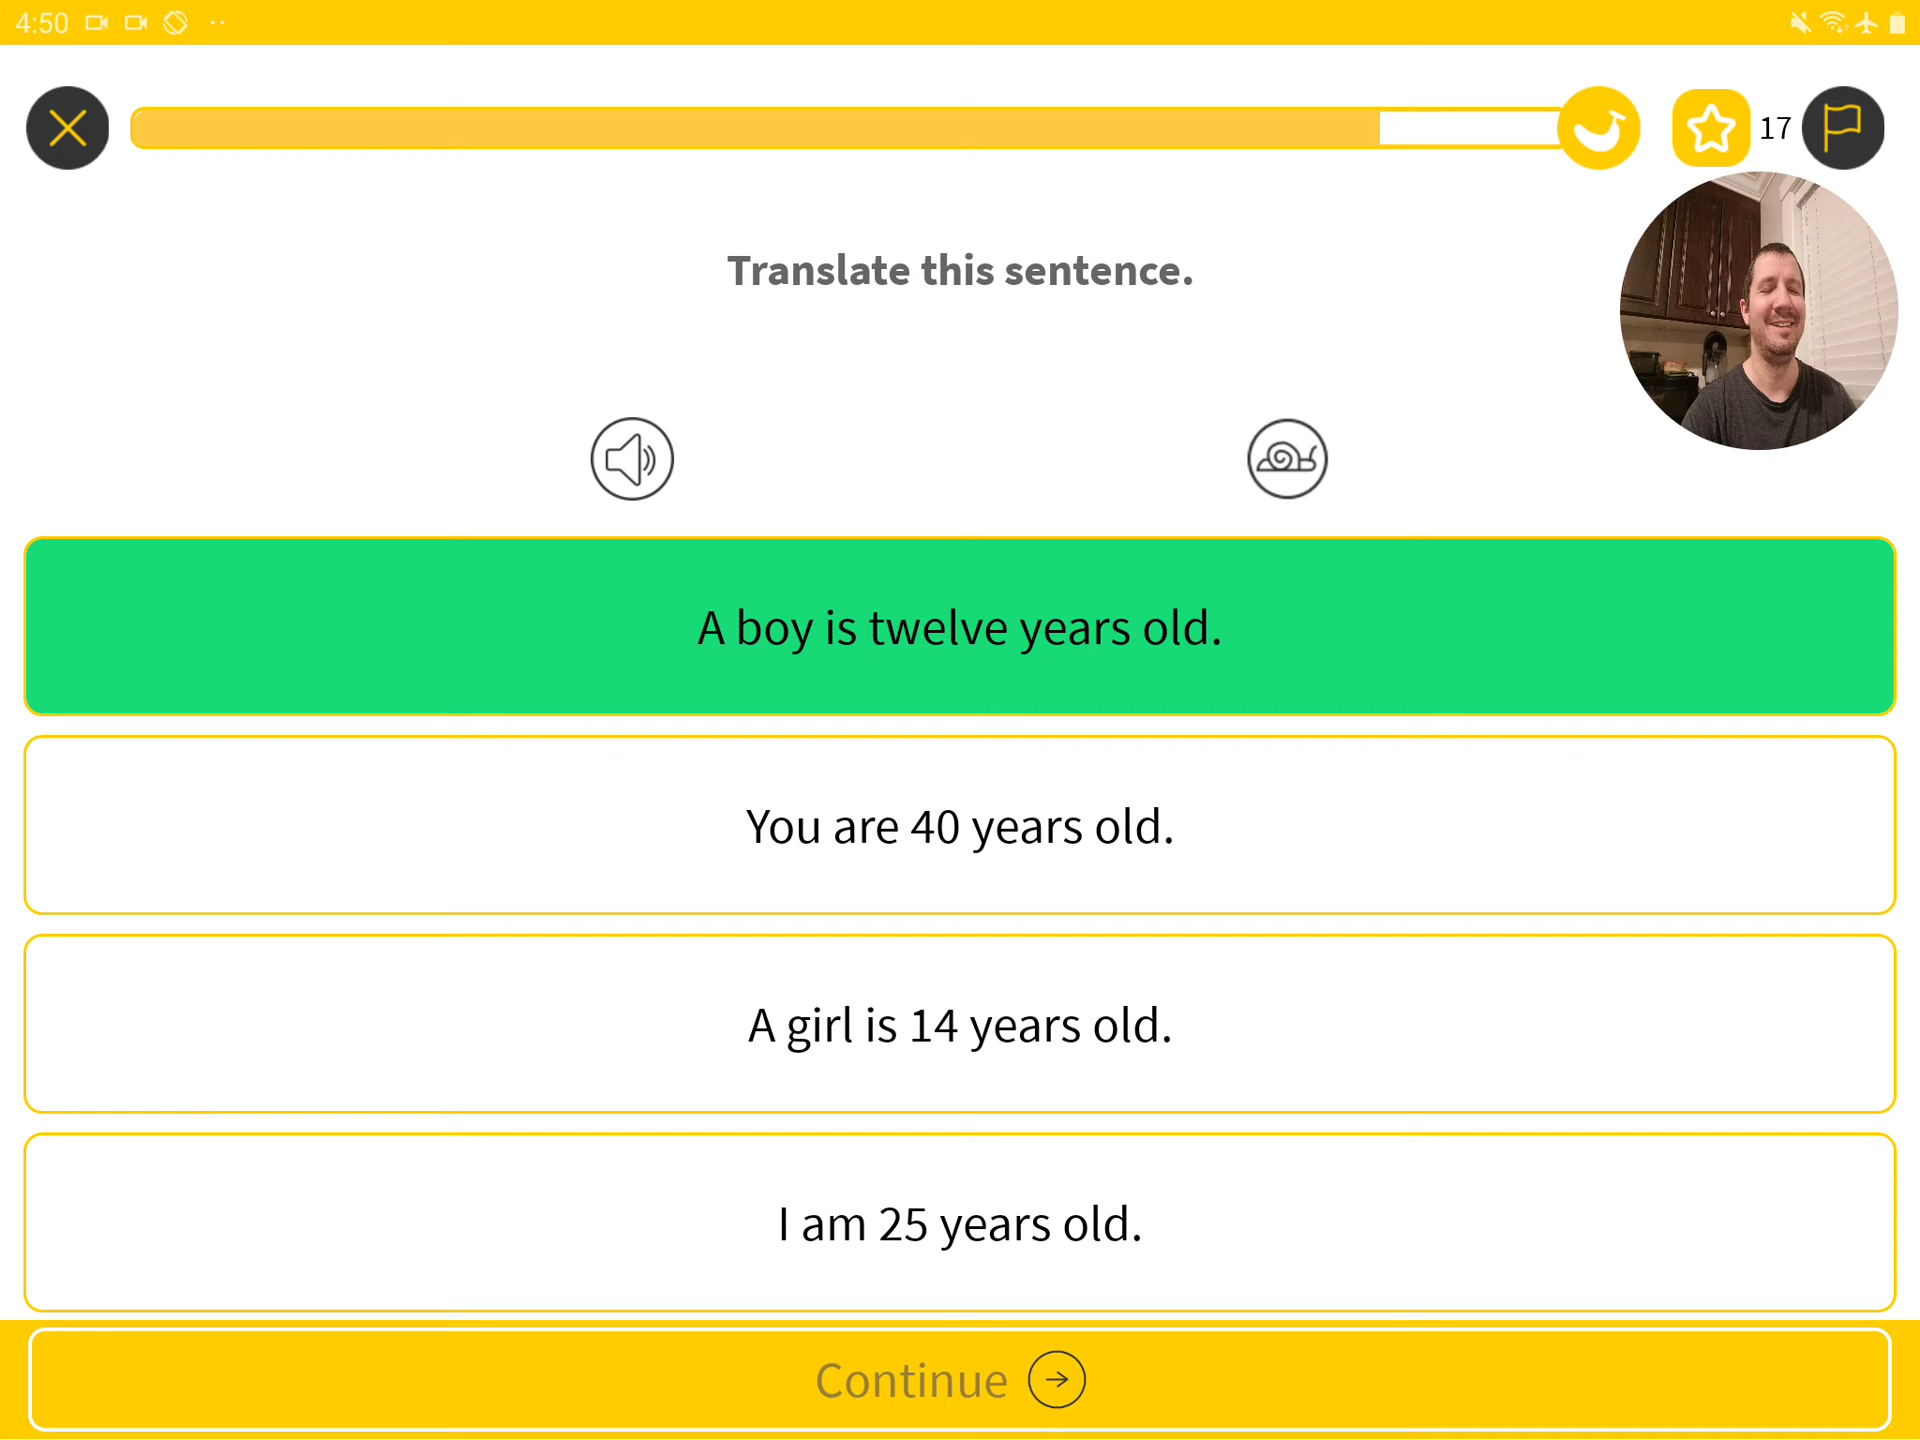 4:50
17
Translate this sentence.
A boy is twelve years old.
You are 40 years old.
A girl is 14 years old.
I am 25 years old.
Continue